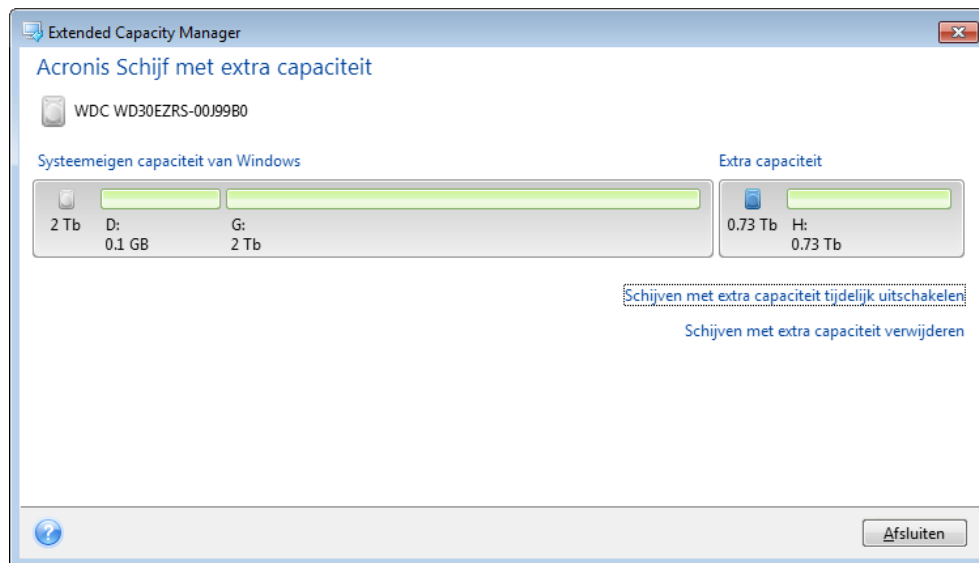 Extended Capacity Manager
Acronis Schijf met extra capaciteit
WDC WD30EZRS-00J99B0
Systeemeigen capaciteit van Windows
Extra capaciteit
2 Tb
D:
0.1 GB
G:
2 Tb
0.73 Tb
H:
0.73 Tb
Schijven met extra capaciteit tijdelijk uitschakelen
Schijven met extra capaciteit verwijderen
?
Afsluiten